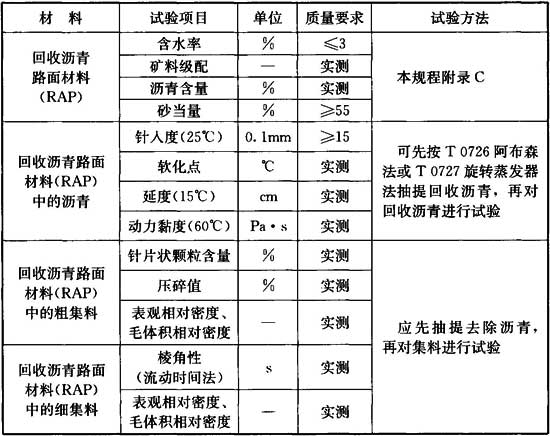 材 料 试验项目 单位 质量要求 试验方法
回收沥青
路面材料
(RAP)
含水率 % ≤3
矿料级配 — 实测
沥青含量 % 实测
砂当量 % ≥55
本规程附录 C
回收沥青路面
材料(RAP)
中的沥青
针入度(25℃) 0.1mm ≥15
软化点 ℃ 实测
延度(15℃) cm 实测
动力黏度(60℃) Pa·s 实测
可先按 T 0726 阿布森
法或 T 0727 旋转蒸发器
法抽提回收沥青，再对
回收沥青进行试验
回收沥青路面
材料(RAP)
中的粗集料
针片状颗粒含量 % 实测
压碎值 % 实测
表观相对密度、
毛体积相对密度
— 实测
回收沥青路面
材料(RAP)
中的细集料
棱角性
(流动时间法)
s 实测
表观相对密度、
毛体积相对密度
— 实测
应先抽提去除沥青，
再对集料进行试验